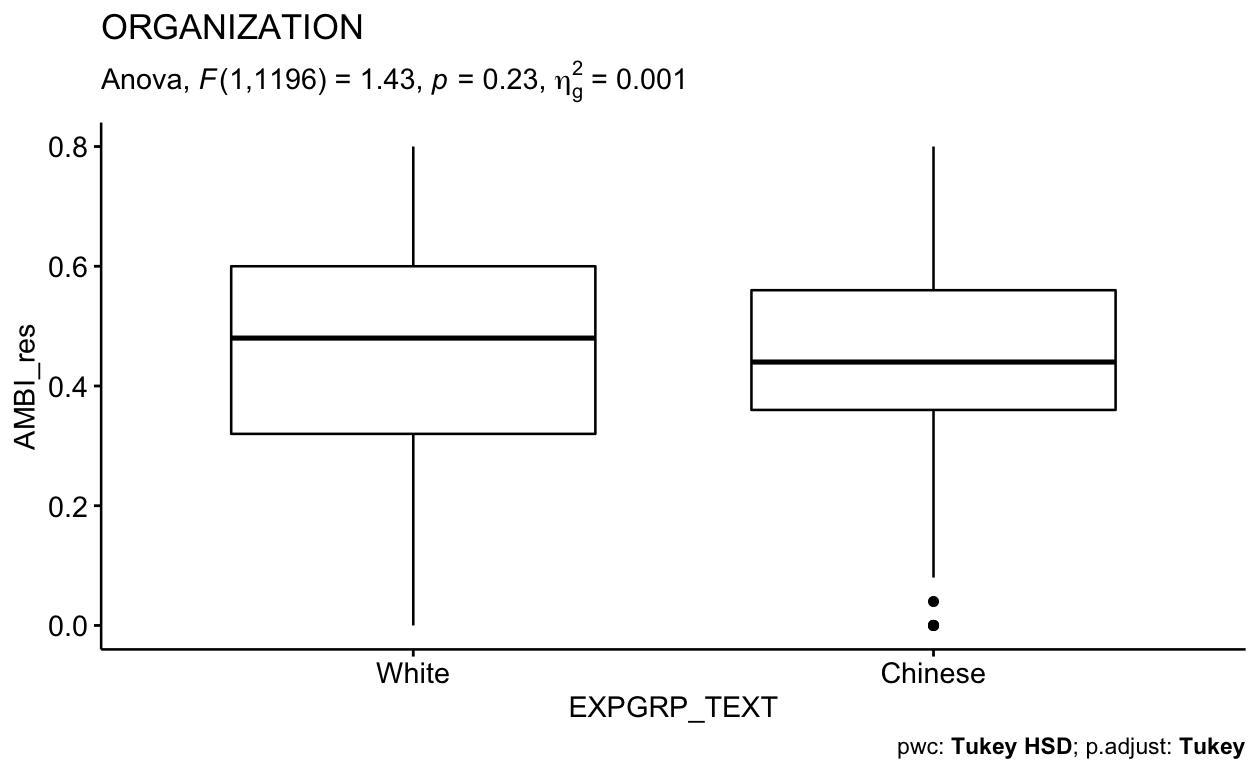 ORGANIZATION
Anova, F(1,1196) = 1.43, p = 0.23, η²g = 0.001
AMBI_res
0.8
0.6
0.4
0.2
0.0
White Chinese
EXPGRP_TEXT
pwc: Tukey HSD; p.adjust: Tukey